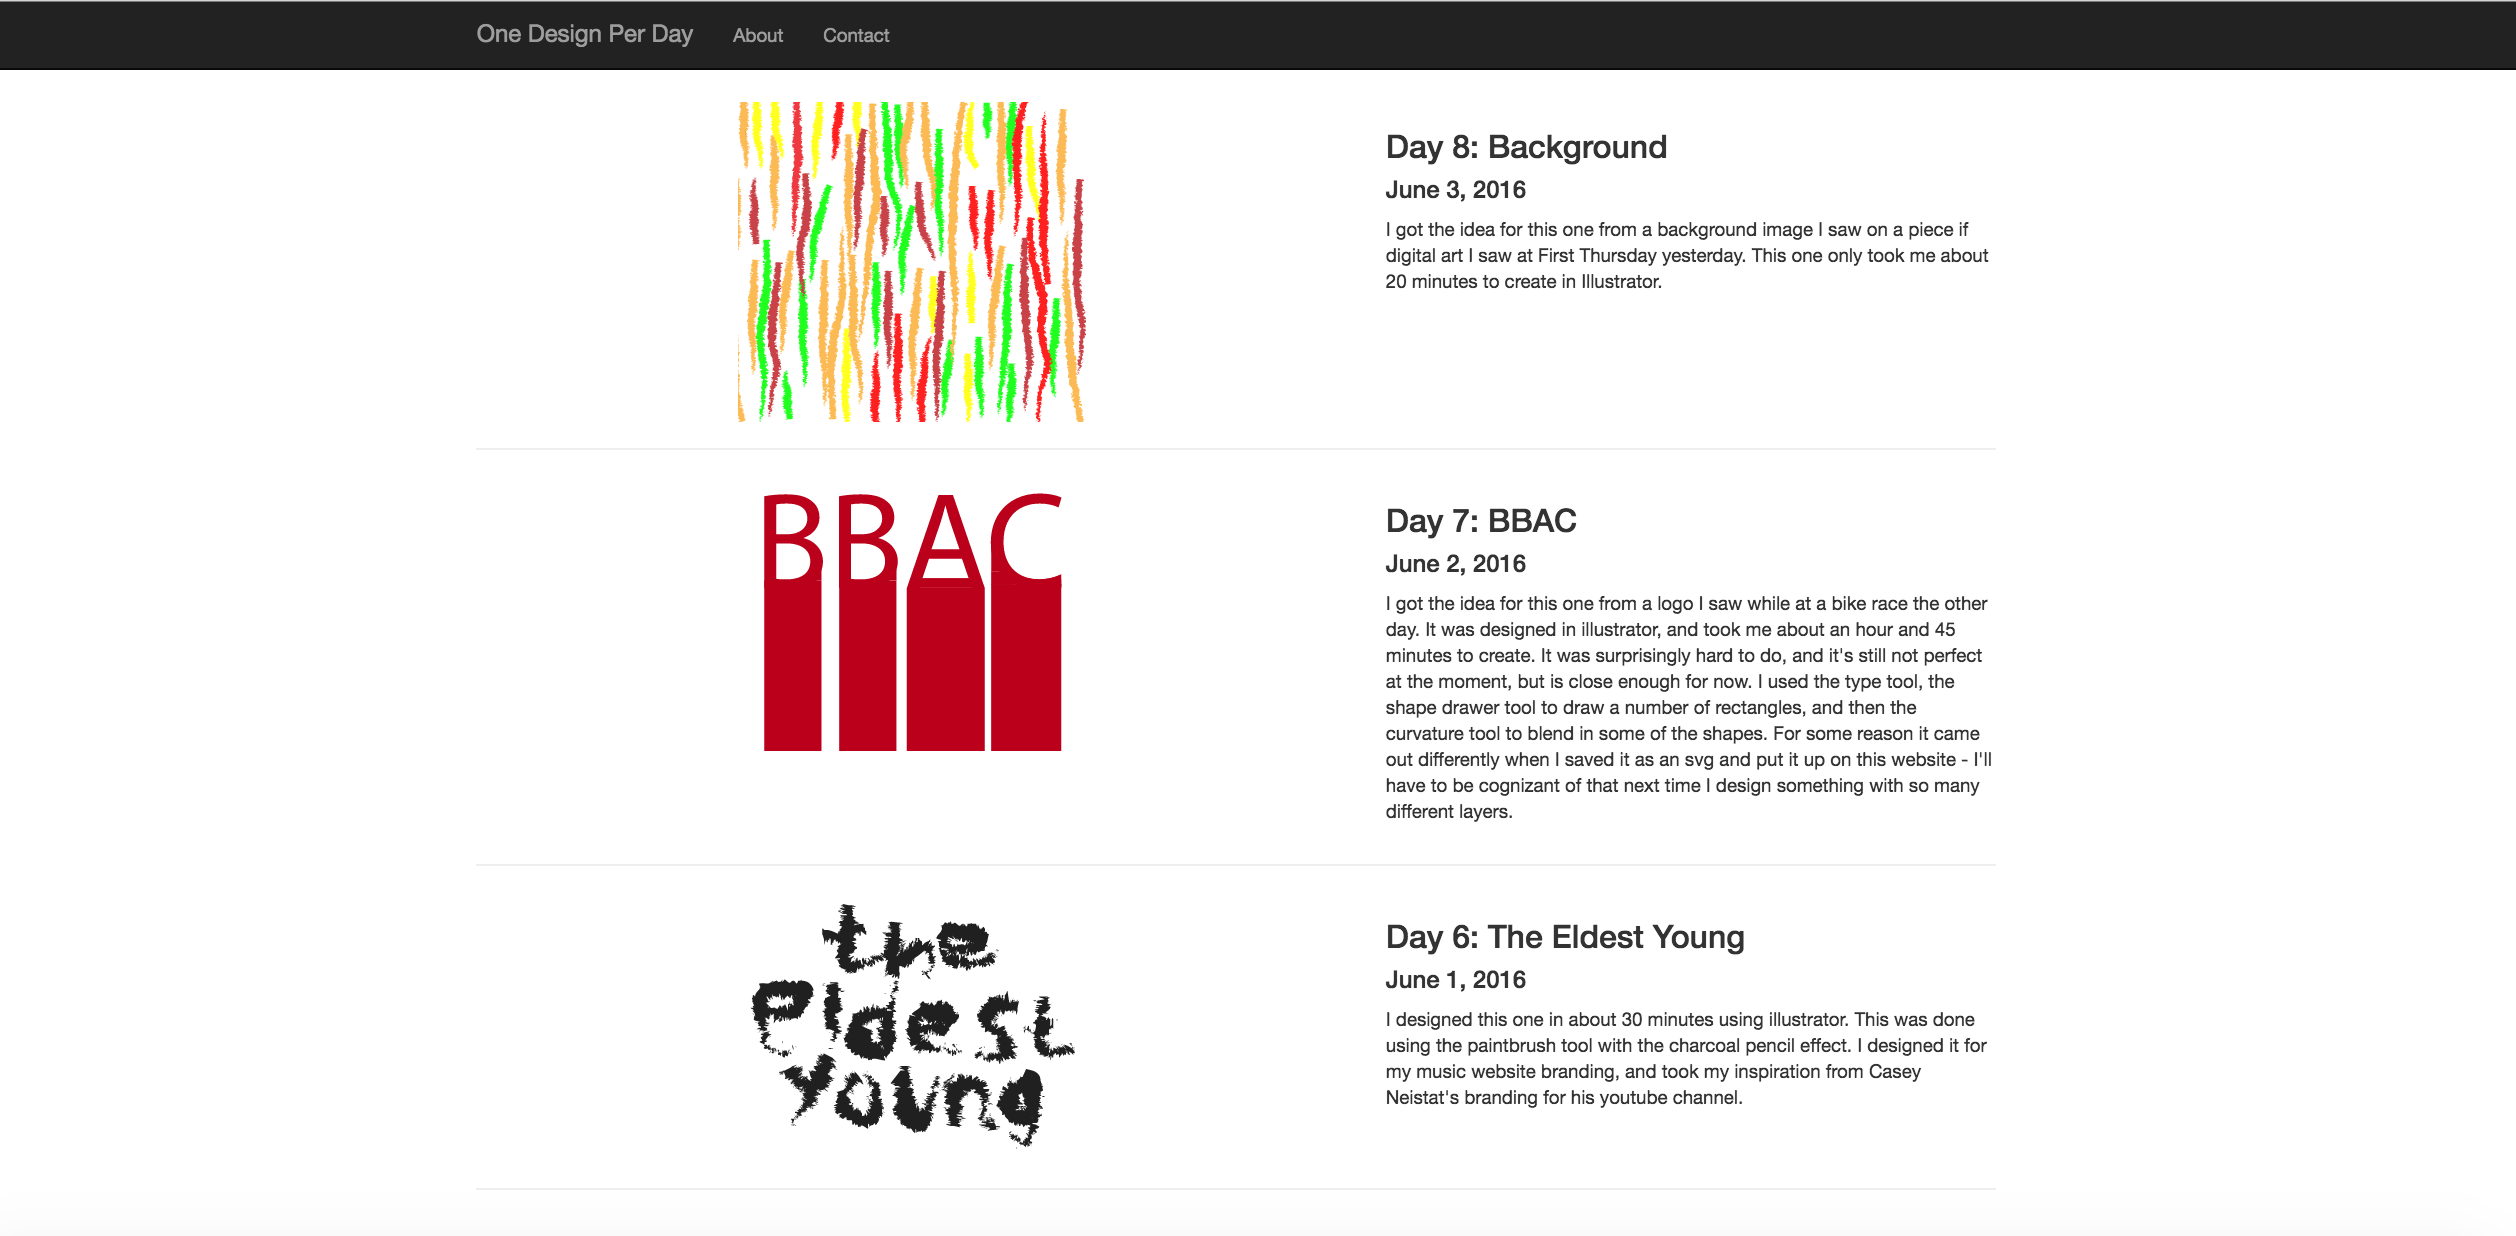 One Design Per Day About Contact
Day 8: Background
June 3, 2016
I got the idea for this one from a background image I saw on a piece if
digital art I saw at First Thursday yesterday. This one only took me about
20 minutes to create in Illustrator.
BBAC
Day 7: BBAC
June 2, 2016
I got the idea for this one from a logo I saw while at a bike race the other
day. It was designed in illustrator, and took me about an hour and 45
minutes to create. It was surprisingly hard to do, and it's still not perfect
at the moment, but is close enough for now. I used the type tool, the
shape drawer tool to draw a number of rectangles, and then the
curvature tool to blend in some of the shapes. For some reason it came
out differently when I saved it as an svg and put it up on this website - I'll
have to be cognizant of that next time I design something with so many
different layers.
the
eldest
young
Day 6: The Eldest Young
June 1, 2016
I designed this one in about 30 minutes using illustrator. This was done
using the paintbrush tool with the charcoal pencil effect. I designed it for
my music website branding, and took my inspiration from Casey
Neistat's branding for his youtube channel.